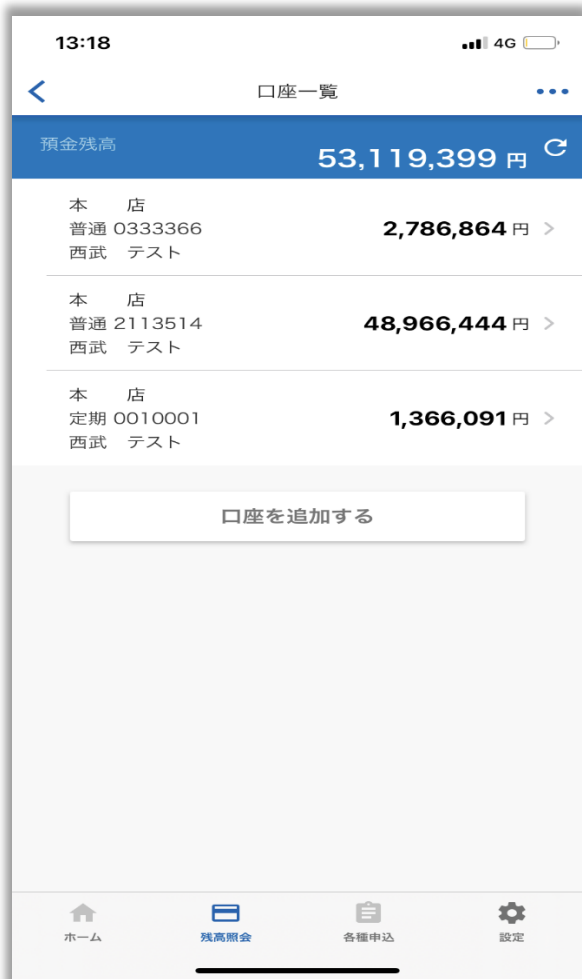 13:18 4G
口座一覧
預金残高
53,119,399 円
本　　店
普通 0333366
西武　テスト
2,786,864 円
本　　店
普通 2113514
西武　テスト
48,966,444 円
本　　店
定期 0010001
西武　テスト
1,366,091 円
口座を追加する
ホーム 残高照会 各種申込 設定